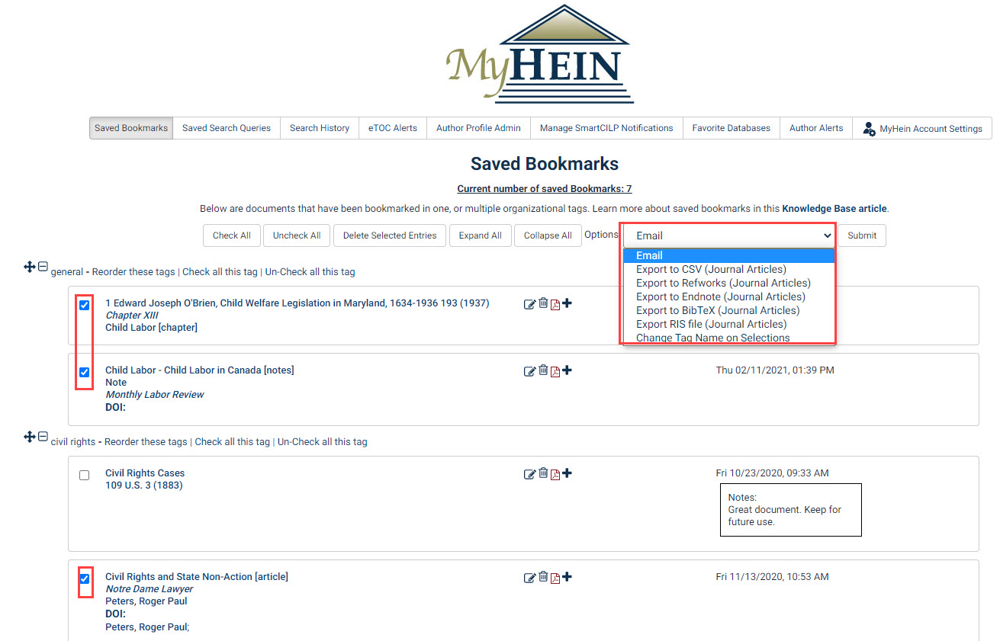 MyHEIN
Saved Bookmarks
Saved Search Queries
Search History
eTOC Alerts
Author Profile Admin
Manage SmartCILP Notifications
Favorite Databases
Author Alerts
MyHein Account Settings
Saved Bookmarks
Current number of saved Bookmarks: 7
Below are documents that have been bookmarked in one, or multiple organizational tags. Learn more about saved bookmarks in this Knowledge Base article.
Check All
Uncheck All
Delete Selected Entries
Expand All
Collapse All
Options
Email
Submit
Email
Export to CSV (Journal Articles)
Export to Refworks (Journal Articles)
Export to Endnote (Journal Articles)
Export to BibTeX (Journal Articles)
Export RIS file (Journal Articles)
Change Tag Name on Selections
general - Reorder these tags | Check all this tag | Un-Check all this tag
1 Edward Joseph O'Brien, Child Welfare Legislation in Maryland, 1634-1936 193 (1937)
Chapter XIII
Child Labor [chapter]
Child Labor - Child Labor in Canada [notes]
Note
Monthly Labor Review
DOI:
Thu 02/11/2021, 01:39 PM
civil rights - Reorder these tags | Check all this tag | Un-Check all this tag
Civil Rights Cases
109 U.S. 3 (1883)
Fri 10/23/2020, 09:33 AM
Notes:
Great document. Keep for
future use.
Civil Rights and State Non-Action [article]
Notre Dame Lawyer
Peters, Roger Paul
DOI:
Peters, Roger Paul;
Fri 11/13/2020, 10:53 AM